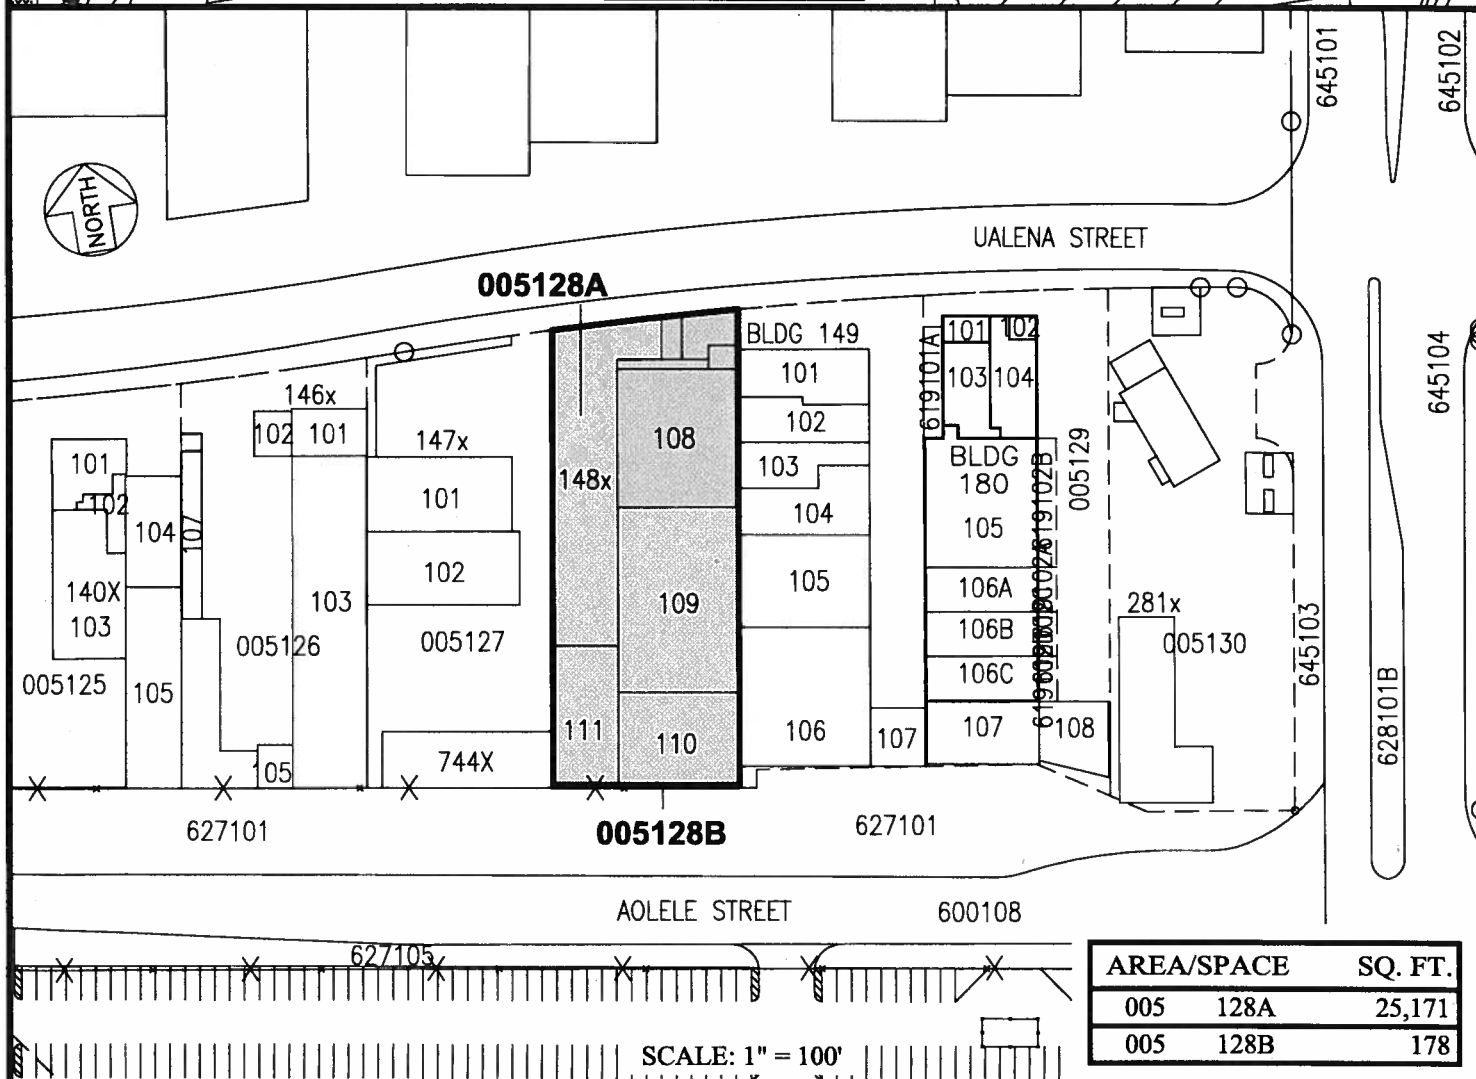 645101
645102
NORTH
UALENA STREET
005128A
BLDG 149
619101A
101
102
101
103
104
645104
146x
102
101
147x
108
102
BLDG
180
005129
101
102
148x
103
101
104
105
619102B
104
107
102
105
106A
140X
103
103
109
106B
281x
005126
005127
005130
645103
005125
105
106C
111
110
106
107
107
108
628101B
105
744X
627101
005128B
627101
AOLELE STREET
600108
627105
AREA/SPACE SQ. FT.
005 128A 25,171
005 128B 178
SCALE: 1" = 100'